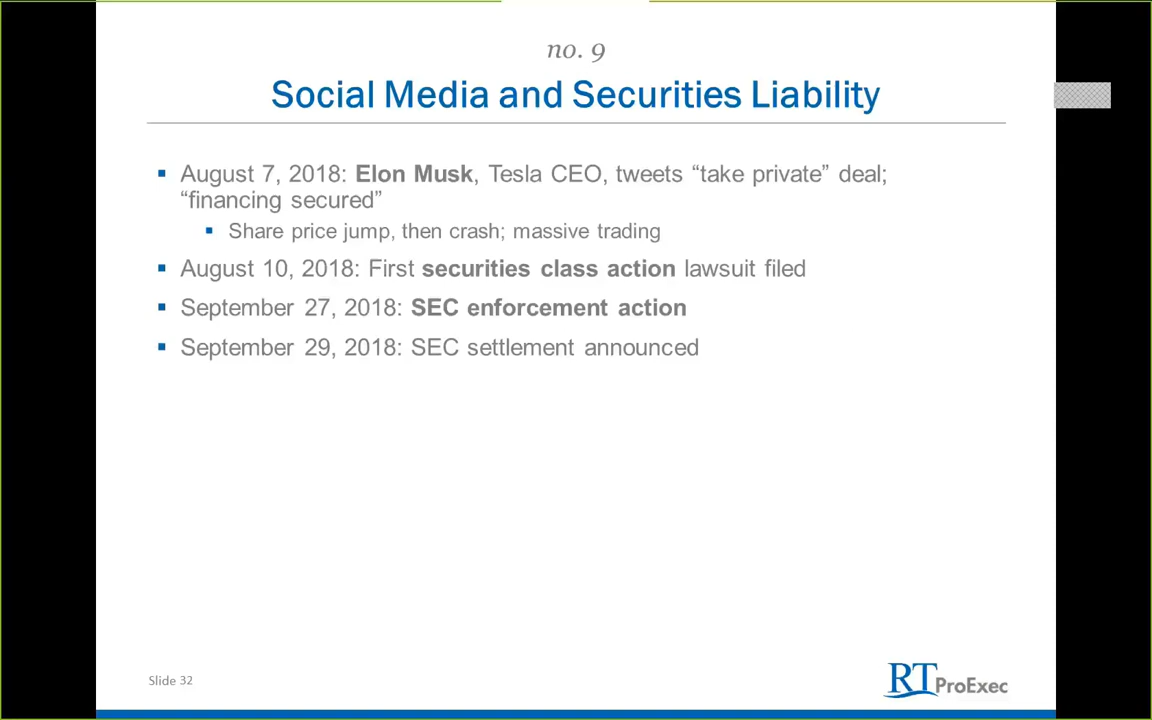 no. 9
Social Media and Securities Liability
▪ August 7, 2018: Elon Musk, Tesla CEO, tweets “take private” deal;
“financing secured”
▪ Share price jump, then crash; massive trading
▪ August 10, 2018: First securities class action lawsuit filed
▪ September 27, 2018: SEC enforcement action
▪ September 29, 2018: SEC settlement announced
Slide 32
RT ProExec